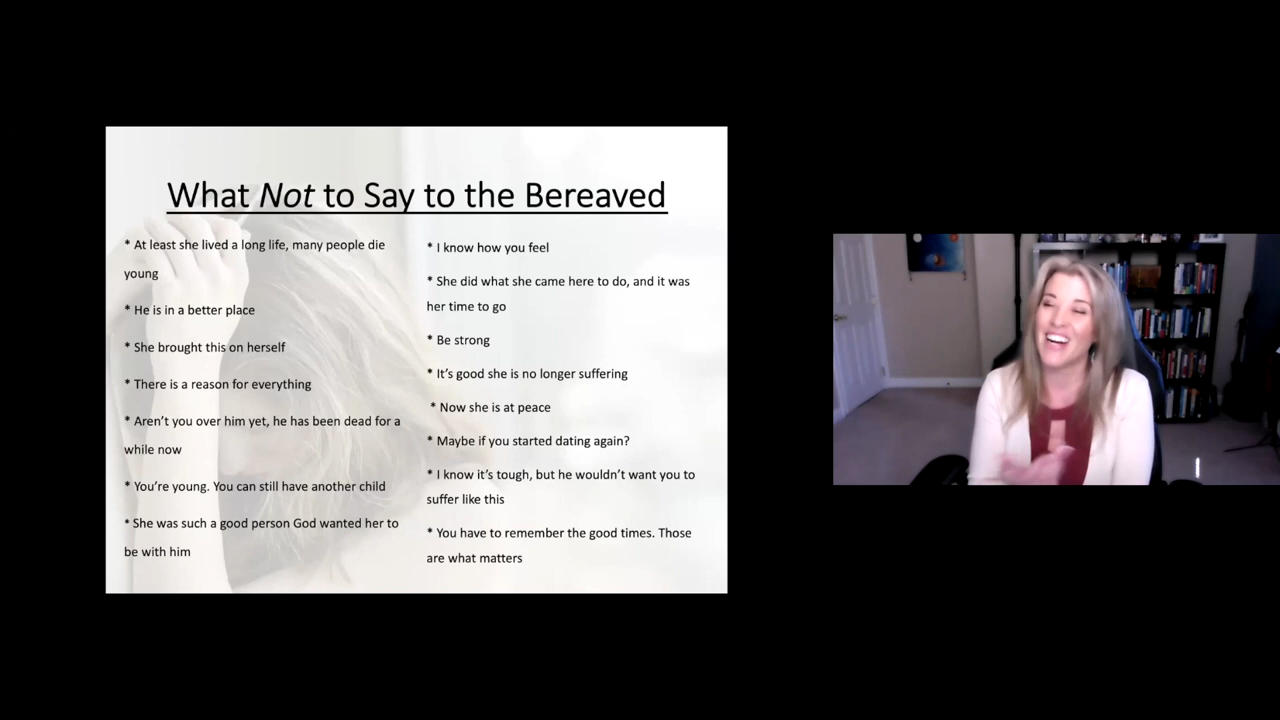 What Not to Say to the Bereaved
* At least she lived a long life, many people die
young
* He is in a better place
* She brought this on herself
* There is a reason for everything
* Aren’t you over him yet, he has been dead for a
while now
* You’re young. You can still have another child
* She was such a good person God wanted her to
be with him
* I know how you feel
* She did what she came here to do, and it was
her time to go
* Be strong
* It’s good she is no longer suffering
* Now she is at peace
* Maybe if you started dating again?
* I know it’s tough, but he wouldn’t want you to
suffer like this
* You have to remember the good times. Those
are what matters